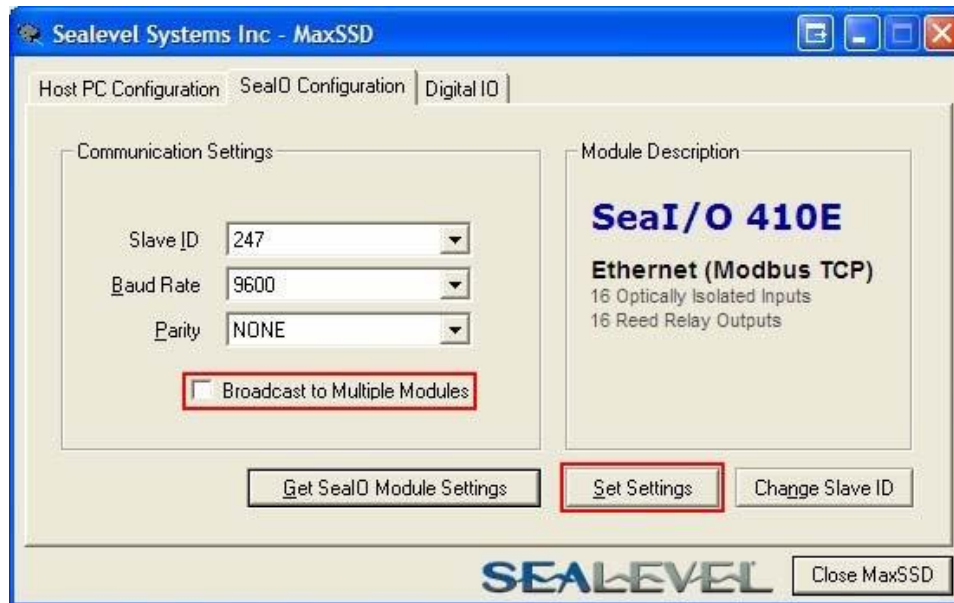 Sealevel Systems Inc - MaxSSD
Host PC Configuration SeaIO Configuration Digital IO
Communication Settings
Slave ID 247
Baud Rate 9600
Parity NONE
Broadcast to Multiple Modules
Module Description
SeaI/O 410E
Ethernet (Modbus TCP)
16 Optically Isolated Inputs
16 Reed Relay Outputs
Get SeaIO Module Settings Set Settings Change Slave ID
SEALEVEL Close MaxSSD